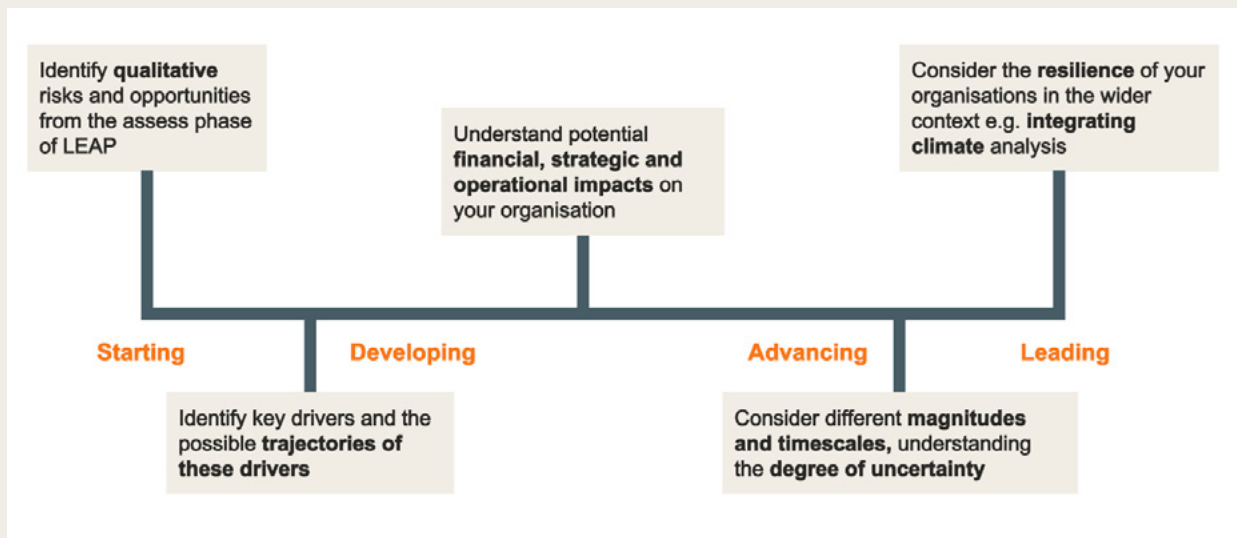 Identify qualitative
risks and opportunities
from the assess phase
of LEAP
Understand potential
financial, strategic and
operational impacts on
your organisation
Consider the resilience of your
organisations in the wider
context e.g. integrating
climate analysis
Starting
Developing
Advancing
Leading
Identify key drivers and the
possible trajectories of
these drivers
Consider different magnitudes
and timescales, understanding
the degree of uncertainty